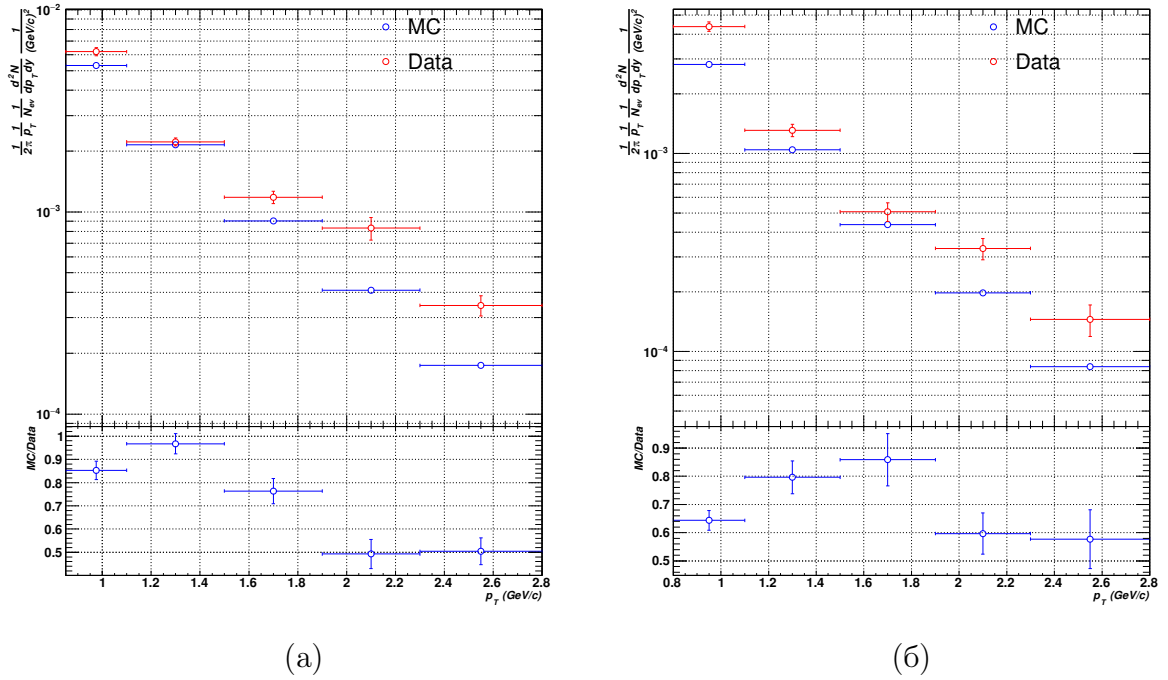 10⁻²
MC
Data
10⁻³
10⁻⁴
1/2π 1/p_T 1/N_ev d²N/dp_T dy 1/(GeV/c)²
1
0.9
0.8
0.7
0.6
0.5
MC/Data
1 1.2 1.4 1.6 1.8 2 2.2 2.4 2.6 2.8
p_T (GeV/c)
(а)
MC
Data
10⁻³
10⁻⁴
1/2π 1/p_T 1/N_ev d²N/dp_T dy 1/(GeV/c)²
0.9
0.8
0.7
0.6
0.5
MC/Data
0.8 1 1.2 1.4 1.6 1.8 2 2.2 2.4 2.6 2.8
p_T (GeV/c)
(б)